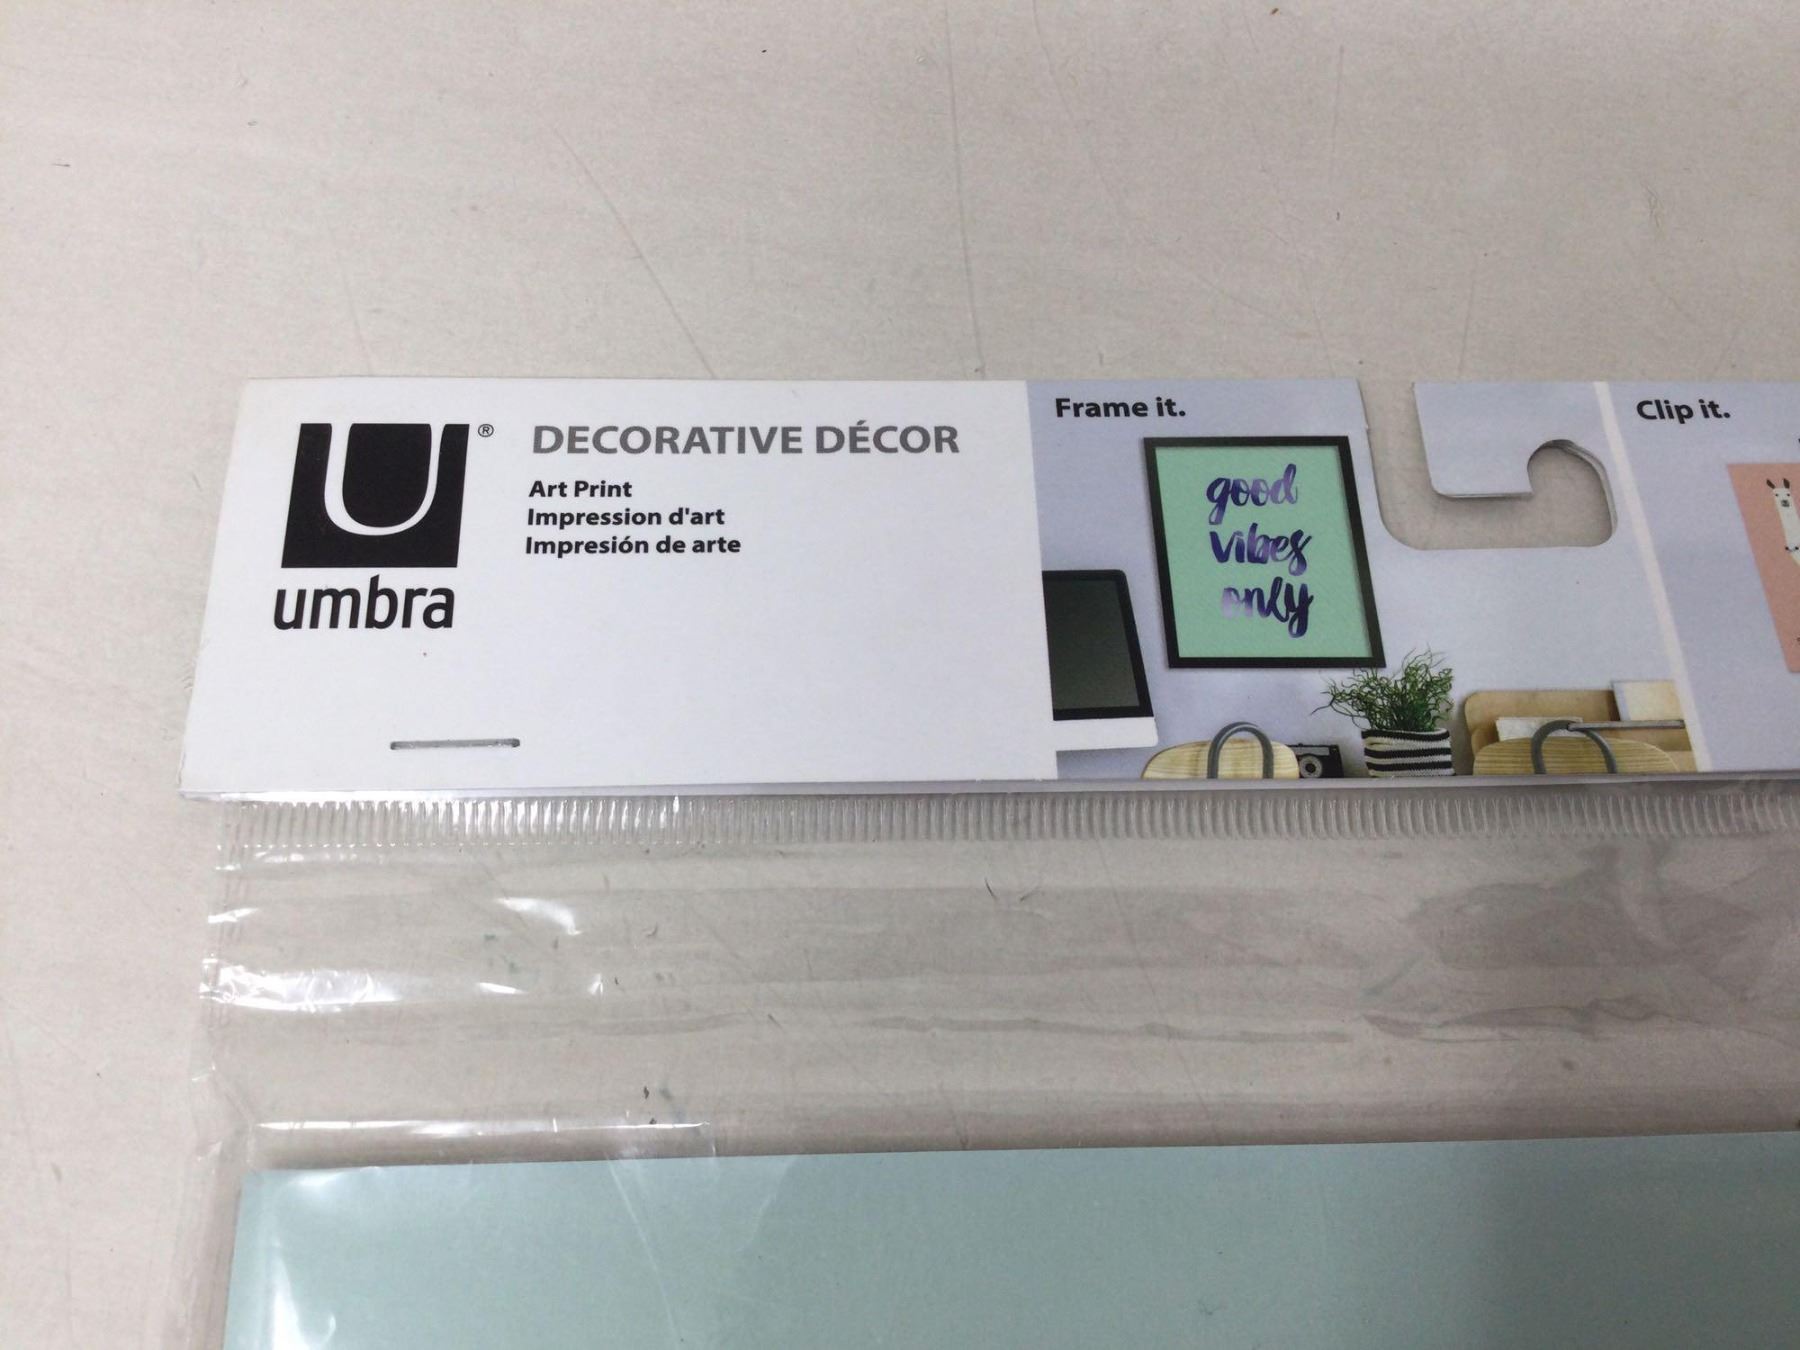 ®
umbra
DECORATIVE DÉCOR
Art Print
Impression d'art
Impresión de arte
Frame it.
good
vibes
only
Clip it.